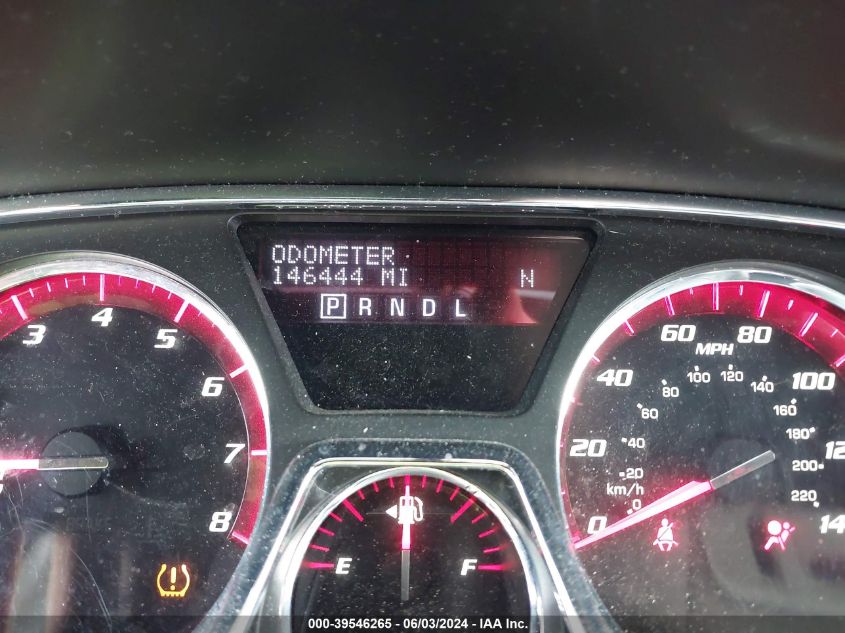 ODOMETER
146444 MI N
P R N D L
3 4 5 6 7 8
E F
0 20 40 60 80 100 14
MPH
0 20 40 60 80 100 120 140 160 180 200 220
km/h
000-39546265 - 06/03/2024 - IAA Inc.